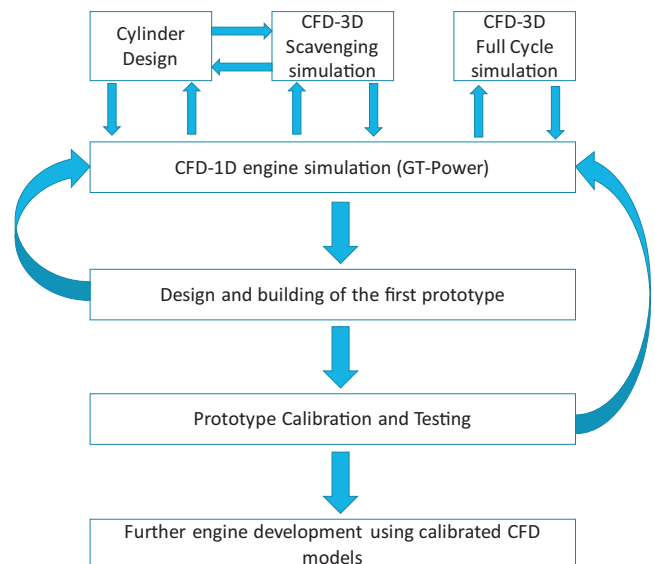 Cylinder
Design
CFD-3D
Scavenging
simulation
CFD-3D
Full Cycle
simulation
CFD-1D engine simulation (GT-Power)
Design and building of the first prototype
Prototype Calibration and Testing
Further engine development using calibrated CFD
models